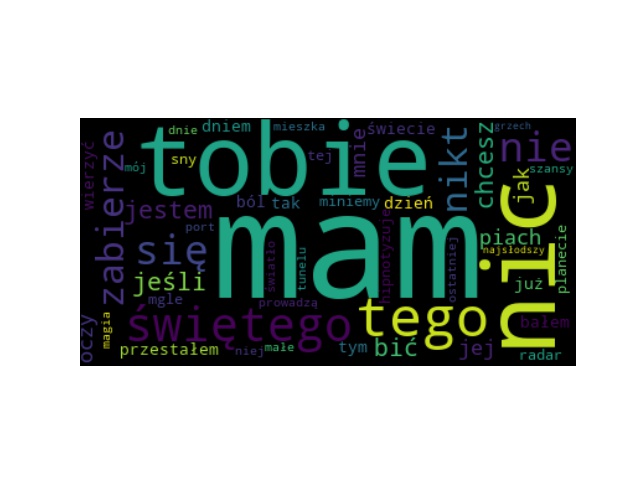 dnie
dniem
mieszka
świecie
grzech
tobie
sny
tej
mnie
nikt
chcesz
nie
wierzyć
mój
zabierze
szansy
jak
jestem
ból
tak
miniemy
dzień
mam
port
się
piach
nic
najsłodszy
planecie
światło
tunelu
hipnotyzuje
ostatniej
jeśli
już
mgle
prowadzą
świętego
tego
bałem
oczy
magia
przestałem
niej
małe
tym
bić
jej
radar